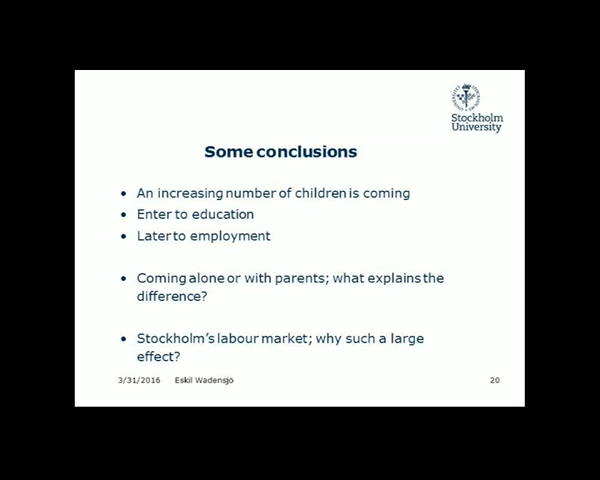 Stockholm
University
Some conclusions
• An increasing number of children is coming
• Enter to education
• Later to employment
• Coming alone or with parents; what explains the
difference?
• Stockholm's labour market; why such a large
effect?
3/31/2016 Eskil Wadensjö 20